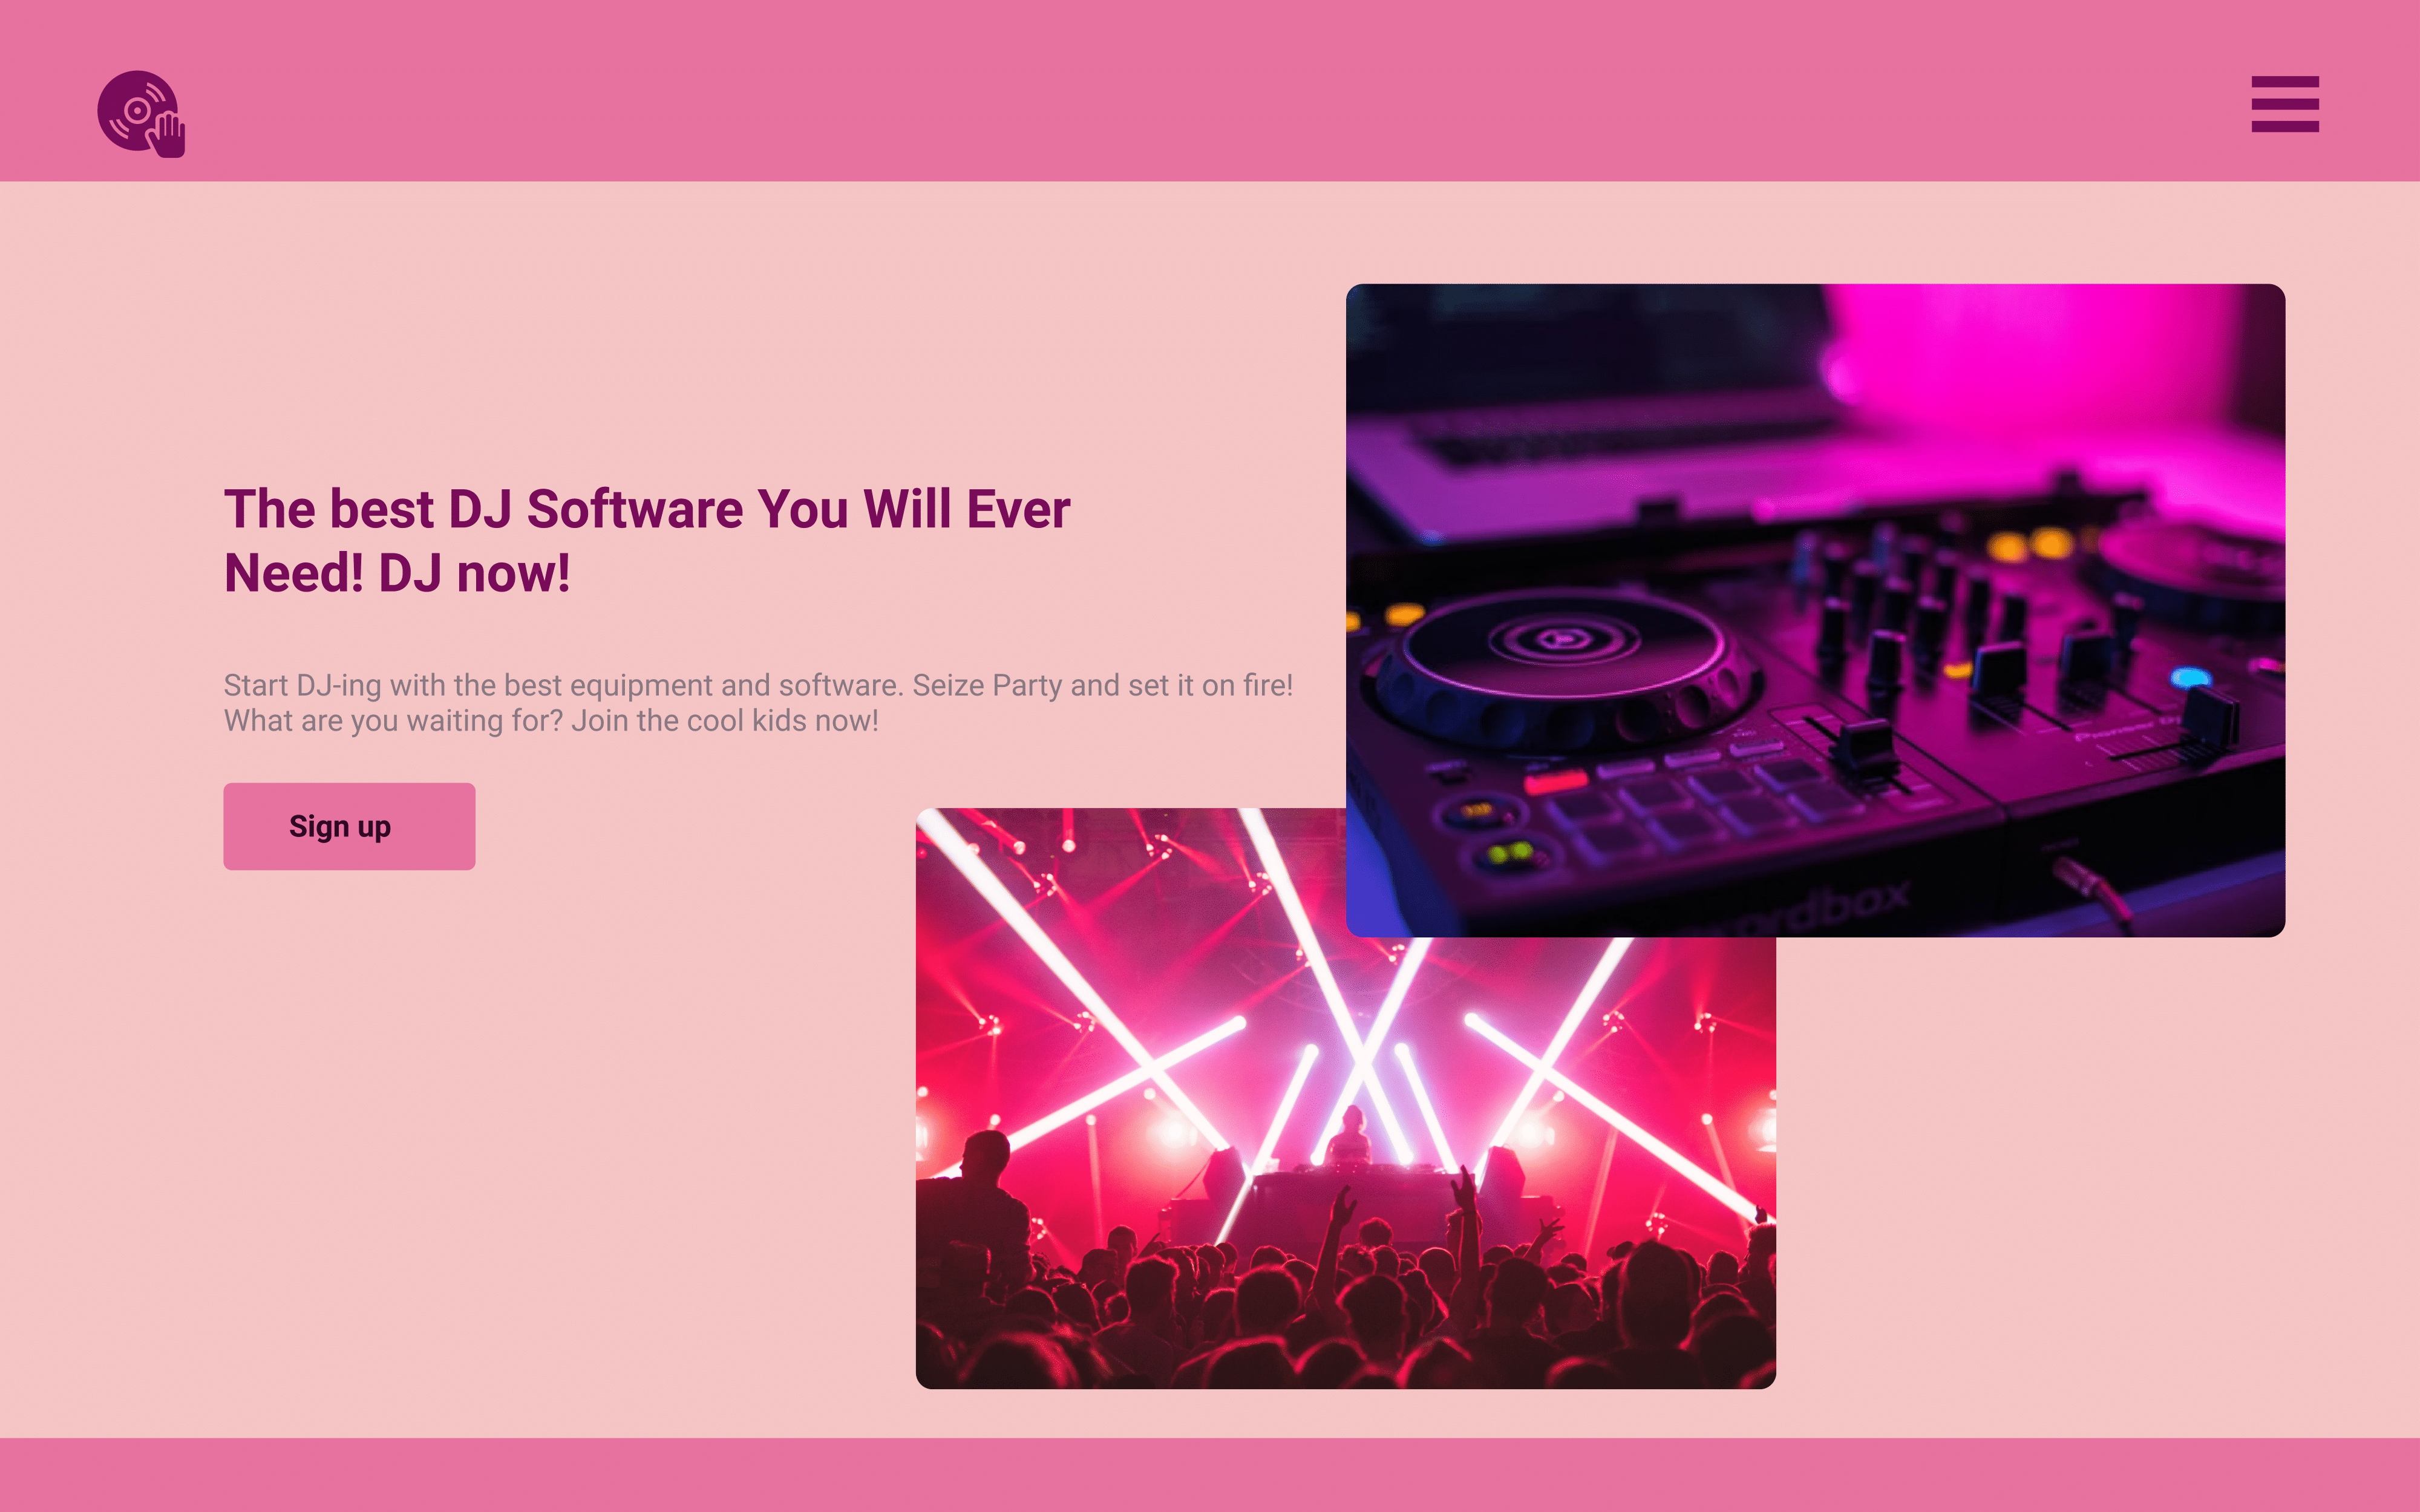 The best DJ Software You Will Ever
Need! DJ now!
Start DJ-ing with the best equipment and software. Seize Party and set it on fire!
What are you waiting for? Join the cool kids now!
Sign up
Pioneer Dj
rdbox